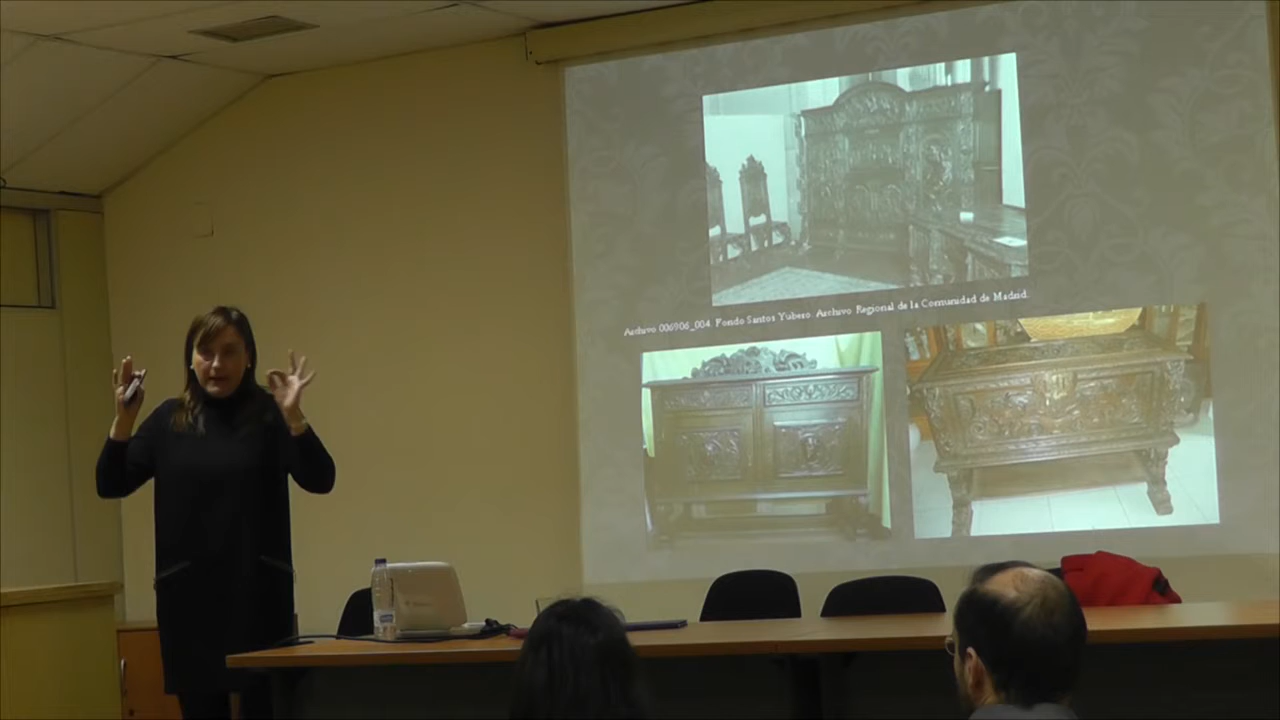 Archivo 006906_004. Fondo Santos Yubero. Archivo Regional de la Comunidad de Madrid.